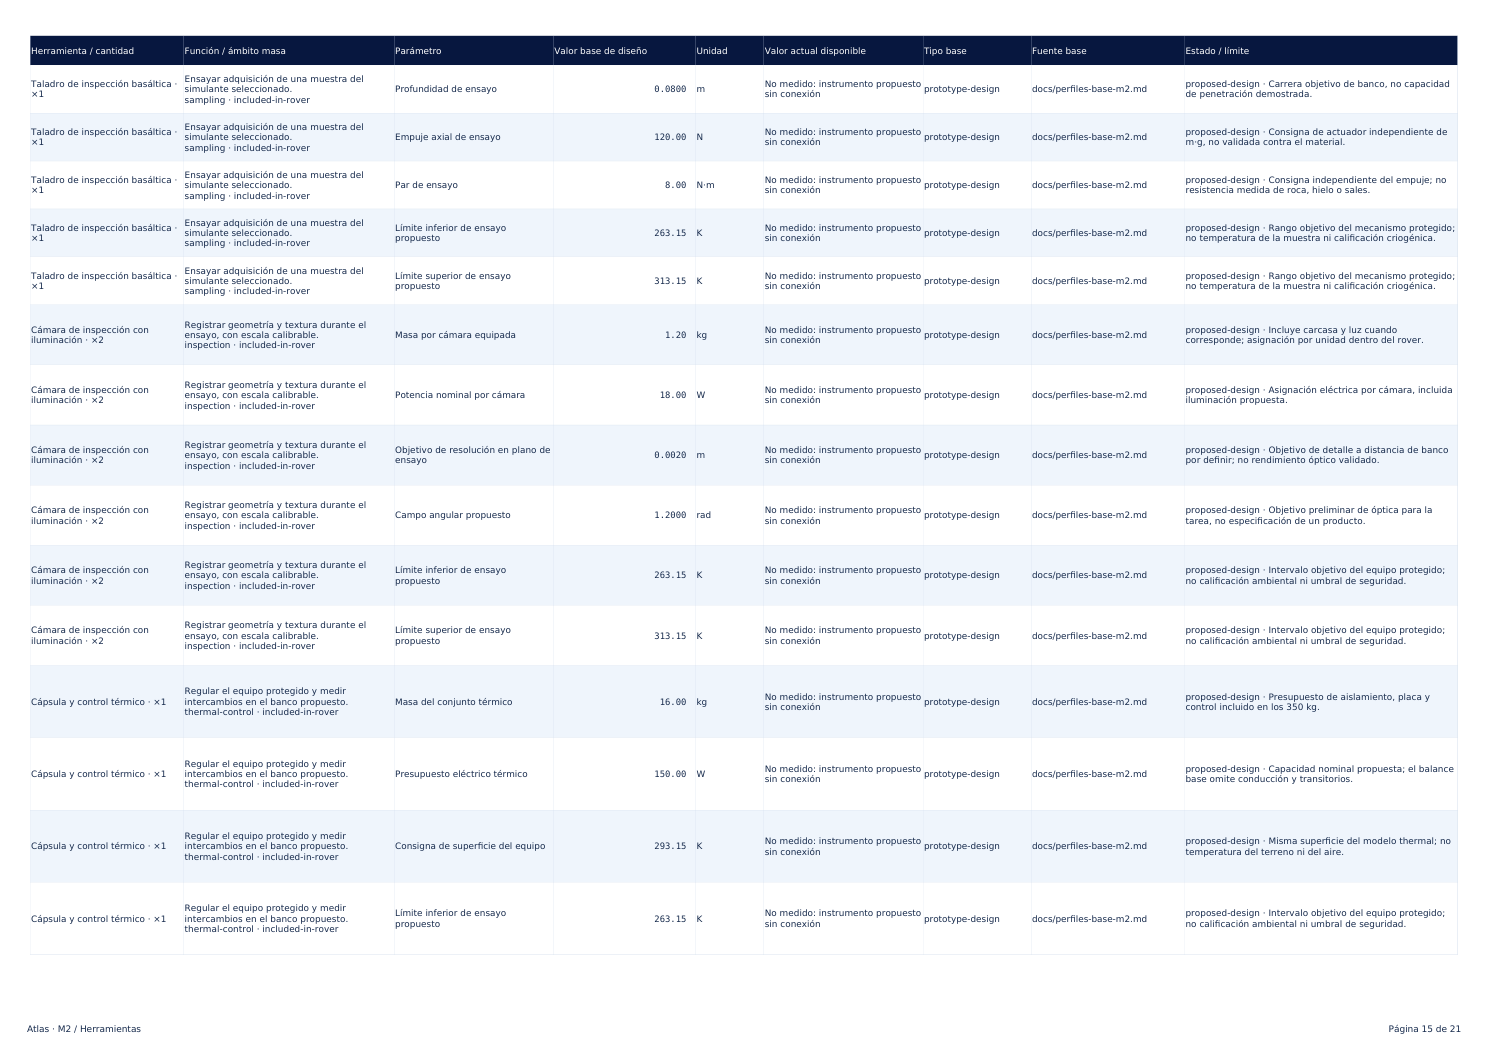 Herramienta / cantidad Función / ámbito masa Parámetro Valor base de diseño Unidad Valor actual disponible Tipo base Fuente base Estado / límite
Taladro de inspección basáltica · Ensayar adquisición de una muestra del Profundidad de ensayo 0.0800 m No medido: instrumento propuesto prototype-design docs/perfiles-base-m2.md proposed-design · Carrera objetivo de banco, no capacidad
×1 simulante seleccionado. sin conexión de penetración demostrada.
sampling · included-in-rover
Taladro de inspección basáltica · Ensayar adquisición de una muestra del Empuje axial de ensayo 120.00 N No medido: instrumento propuesto prototype-design docs/perfiles-base-m2.md proposed-design · Consigna de actuador independiente de
×1 simulante seleccionado. sin conexión m·g, no validada contra el material.
sampling · included-in-rover
Taladro de inspección basáltica · Ensayar adquisición de una muestra del Par de ensayo 8.00 N·m No medido: instrumento propuesto prototype-design docs/perfiles-base-m2.md proposed-design · Consigna independiente del empuje; no
×1 simulante seleccionado. sin conexión resistencia medida de roca, hielo o sales.
sampling · included-in-rover
Taladro de inspección basáltica · Ensayar adquisición de una muestra del Límite inferior de ensayo 263.15 K No medido: instrumento propuesto prototype-design docs/perfiles-base-m2.md proposed-design · Rango objetivo del mecanismo protegido;
×1 simulante seleccionado. propuesto sin conexión no temperatura de la muestra ni calificación criogénica.
sampling · included-in-rover
Taladro de inspección basáltica · Ensayar adquisición de una muestra del Límite superior de ensayo 313.15 K No medido: instrumento propuesto prototype-design docs/perfiles-base-m2.md proposed-design · Rango objetivo del mecanismo protegido;
×1 simulante seleccionado. propuesto sin conexión no temperatura de la muestra ni calificación criogénica.
sampling · included-in-rover
Cámara de inspección con Registrar geometría y textura durante el Masa por cámara equipada 1.20 kg No medido: instrumento propuesto prototype-design docs/perfiles-base-m2.md proposed-design · Incluye carcasa y luz cuando
iluminación · ×2 ensayo, con escala calibrable. sin conexión corresponde; asignación por unidad dentro del rover.
inspection · included-in-rover
Cámara de inspección con Registrar geometría y textura durante el Potencia nominal por cámara 18.00 W No medido: instrumento propuesto prototype-design docs/perfiles-base-m2.md proposed-design · Asignación eléctrica por cámara, incluida
iluminación · ×2 ensayo, con escala calibrable. sin conexión iluminación propuesta.
inspection · included-in-rover
Cámara de inspección con Registrar geometría y textura durante el Objetivo de resolución en plano de 0.0020 m No medido: instrumento propuesto prototype-design docs/perfiles-base-m2.md proposed-design · Objetivo de detalle a distancia de banco
iluminación · ×2 ensayo, con escala calibrable. ensayo sin conexión por definir; no rendimiento óptico validado.
inspection · included-in-rover
Cámara de inspección con Registrar geometría y textura durante el Campo angular propuesto 1.2000 rad No medido: instrumento propuesto prototype-design docs/perfiles-base-m2.md proposed-design · Objetivo preliminar de óptica para la
iluminación · ×2 ensayo, con escala calibrable. sin conexión tarea, no especificación de un producto.
inspection · included-in-rover
Cámara de inspección con Registrar geometría y textura durante el Límite inferior de ensayo 263.15 K No medido: instrumento propuesto prototype-design docs/perfiles-base-m2.md proposed-design · Intervalo objetivo del equipo protegido;
iluminación · ×2 ensayo, con escala calibrable. propuesto sin conexión no calificación ambiental ni umbral de seguridad.
inspection · included-in-rover
Cámara de inspección con Registrar geometría y textura durante el Límite superior de ensayo 313.15 K No medido: instrumento propuesto prototype-design docs/perfiles-base-m2.md proposed-design · Intervalo objetivo del equipo protegido;
iluminación · ×2 ensayo, con escala calibrable. propuesto sin conexión no calificación ambiental ni umbral de seguridad.
inspection · included-in-rover
Cápsula y control térmico · ×1 Regular el equipo protegido y medir Masa del conjunto térmico 16.00 kg No medido: instrumento propuesto prototype-design docs/perfiles-base-m2.md proposed-design · Presupuesto de aislamiento, placa y
intercambios en el banco propuesto. sin conexión control incluido en los 350 kg.
thermal-control · included-in-rover
Cápsula y control térmico · ×1 Regular el equipo protegido y medir Presupuesto eléctrico térmico 150.00 W No medido: instrumento propuesto prototype-design docs/perfiles-base-m2.md proposed-design · Capacidad nominal propuesta; el balance
intercambios en el banco propuesto. sin conexión base omite conducción y transitorios.
thermal-control · included-in-rover
Cápsula y control térmico · ×1 Regular el equipo protegido y medir Consigna de superficie del equipo 293.15 K No medido: instrumento propuesto prototype-design docs/perfiles-base-m2.md proposed-design · Misma superficie del modelo thermal; no
intercambios en el banco propuesto. sin conexión temperatura del terreno ni del aire.
thermal-control · included-in-rover
Cápsula y control térmico · ×1 Regular el equipo protegido y medir Límite inferior de ensayo 263.15 K No medido: instrumento propuesto prototype-design docs/perfiles-base-m2.md proposed-design · Intervalo objetivo del equipo protegido;
intercambios en el banco propuesto. propuesto sin conexión no calificación ambiental ni umbral de seguridad.
thermal-control · included-in-rover
Atlas · M2 / Herramientas Página 15 de 21